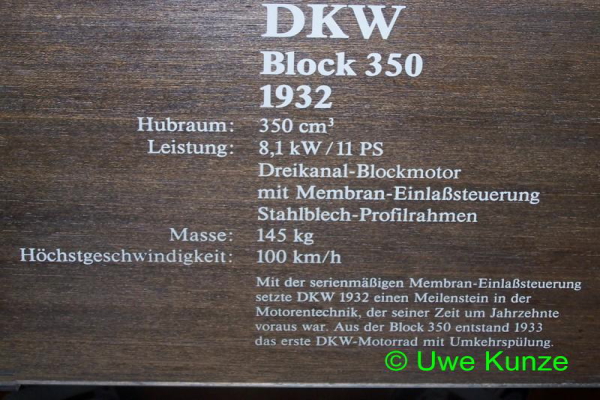 DKW
Block 350
1932
Hubraum: 350 cm³
Leistung: 8,1 kW / 11 PS
Dreikanal-Blockmotor
mit Membran-Einlaßsteuerung
Stahlblech-Profilrahmen
Masse: 145 kg
Höchstgeschwindigkeit: 100 km/h
Mit der serienmäßigen Membran-Einlaßsteuerung
setzte DKW 1932 einen Meilenstein in der
Motorentechnik, der seiner Zeit um Jahrzehnte
voraus war. Aus der Block 350 entstand 1933
das erste DKW-Motorrad mit Umkehrspülung.
© Uwe Kunze